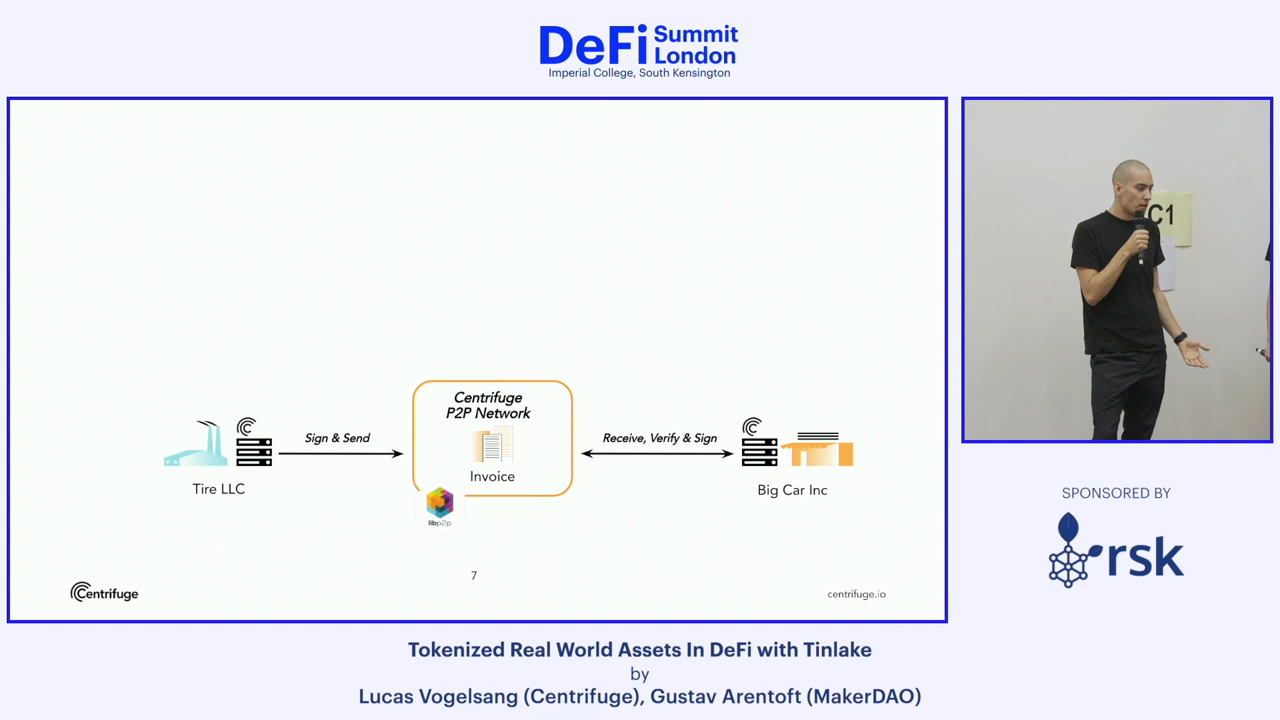 DeFi Summit
London
Imperial College, South Kensington
C1
Centrifuge
P2P Network
Sign & Send
Receive, Verify & Sign
Invoice
Tire LLC
Big Car Inc
libp2p
7
Centrifuge
centrifuge.io
SPONSORED BY
rsk
Tokenized Real World Assets In DeFi with Tinlake
by
Lucas Vogelsang (Centrifuge), Gustav Arentoft (MakerDAO)